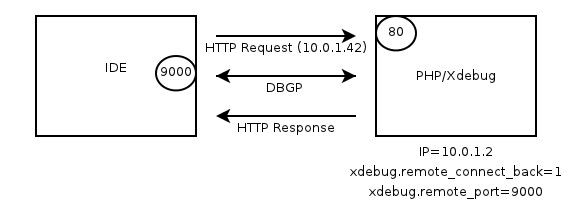 80
HTTP Request (10.0.1.42)
IDE
9000
PHP/Xdebug
DBGP
HTTP Response
IP=10.0.1.2
xdebug.remote_connect_back=1
xdebug.remote_port=9000